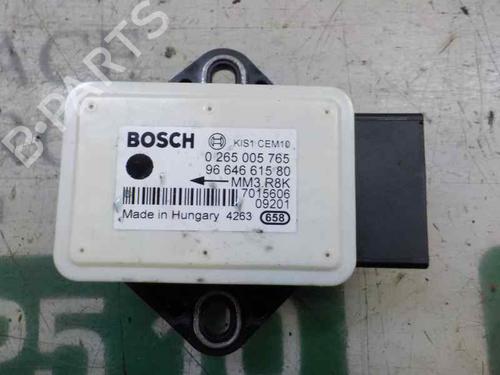 B-PARTS
BOSCH KIS1 CEM10
0 265 005 765
96 646 615 80
MM3.R8K
7015606
09201
Made in Hungary 4263 658